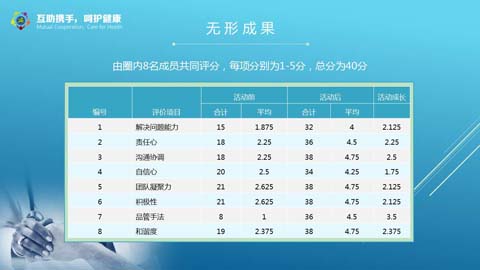 互助携手，呵护健康
Mutual Cooperation, Care for Health
无形成果
由圈内8名成员共同评分，每项分别为1-5分，总分为40分
编号 评价项目 活动前 活动后 活动成长
合计 平均 合计 平均
1 解决问题能力 15 1.875 32 4 2.125
2 责任心 18 2.25 36 4.5 2.25
3 沟通协调 18 2.25 38 4.75 2.5
4 自信心 20 2.5 34 4.25 1.75
5 团队凝聚力 21 2.625 38 4.75 2.125
6 积极性 21 2.625 38 4.75 2.125
7 品管手法 8 1 36 4.5 3.5
8 和谐度 19 2.375 38 4.75 2.375